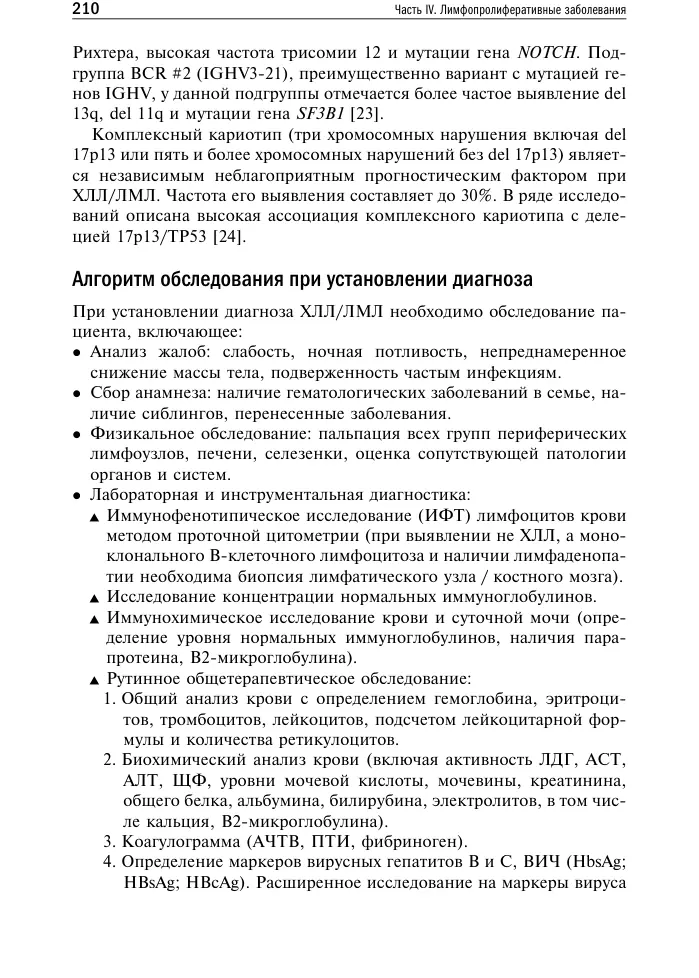 210
Часть IV. Лимфопролиферативные заболевания
Рихтера, высокая частота трисомии 12 и мутации гена NOTCH. Под-
группа BCR #2 (IGHV3-21), преимущественно вариант с мутацией ге-
нов IGHV, у данной подгруппы отмечается более частое выявление del
13q, del 11q и мутации гена SF3B1 [23].
Комплексный кариотип (три хромосомных нарушения включая del
17p13 или пять и более хромосомных нарушений без del 17p13) являет-
ся независимым неблагоприятным прогностическим фактором при
ХЛЛ/ЛМЛ. Частота его выявления составляет до 30%. В ряде исследо-
ваний описана высокая ассоциация комплексного кариотипа с деле-
цией 17p13/TP53 [24].
Алгоритм обследования при установлении диагноза
При установлении диагноза ХЛЛ/ЛМЛ необходимо обследование па-
циента, включающее:
● Анализ жалоб: слабость, ночная потливость, непреднамеренное
снижение массы тела, подверженность частым инфекциям.
● Сбор анамнеза: наличие гематологических заболеваний в семье, на-
личие сиблингов, перенесенные заболевания.
● Физикальное обследование: пальпация всех групп периферических
лимфоузлов, печени, селезенки, оценка сопутствующей патологии
органов и систем.
● Лабораторная и инструментальная диагностика:
▲ Иммунофенотипическое исследование (ИФТ) лимфоцитов крови
методом проточной цитометрии (при выявлении не ХЛЛ, а моно-
клонального В-клеточного лимфоцитоза и наличии лимфаденопа-
тии необходима биопсия лимфатического узла / костного мозга).
▲ Исследование концентрации нормальных иммуноглобулинов.
▲ Иммунохимическое исследование крови и суточной мочи (опре-
деление уровня нормальных иммуноглобулинов, наличия пара-
протеина, В2-микроглобулина).
▲ Рутинное общетерапевтическое обследование:
1. Общий анализ крови с определением гемоглобина, эритроци-
тов, тромбоцитов, лейкоцитов, подсчетом лейкоцитарной фор-
мулы и количества ретикулоцитов.
2. Биохимический анализ крови (включая активность ЛДГ, АСТ,
АЛТ, ЩФ, уровни мочевой кислоты, мочевины, креатинина,
общего белка, альбумина, билирубина, электролитов, в том чис-
ле кальция, В2-микроглобулина).
3. Коагулограмма (АЧТВ, ПТИ, фибриноген).
4. Определение маркеров вирусных гепатитов В и С, ВИЧ (HbsAg;
HBsAg; HBcAg). Расширенное исследование на маркеры вируса